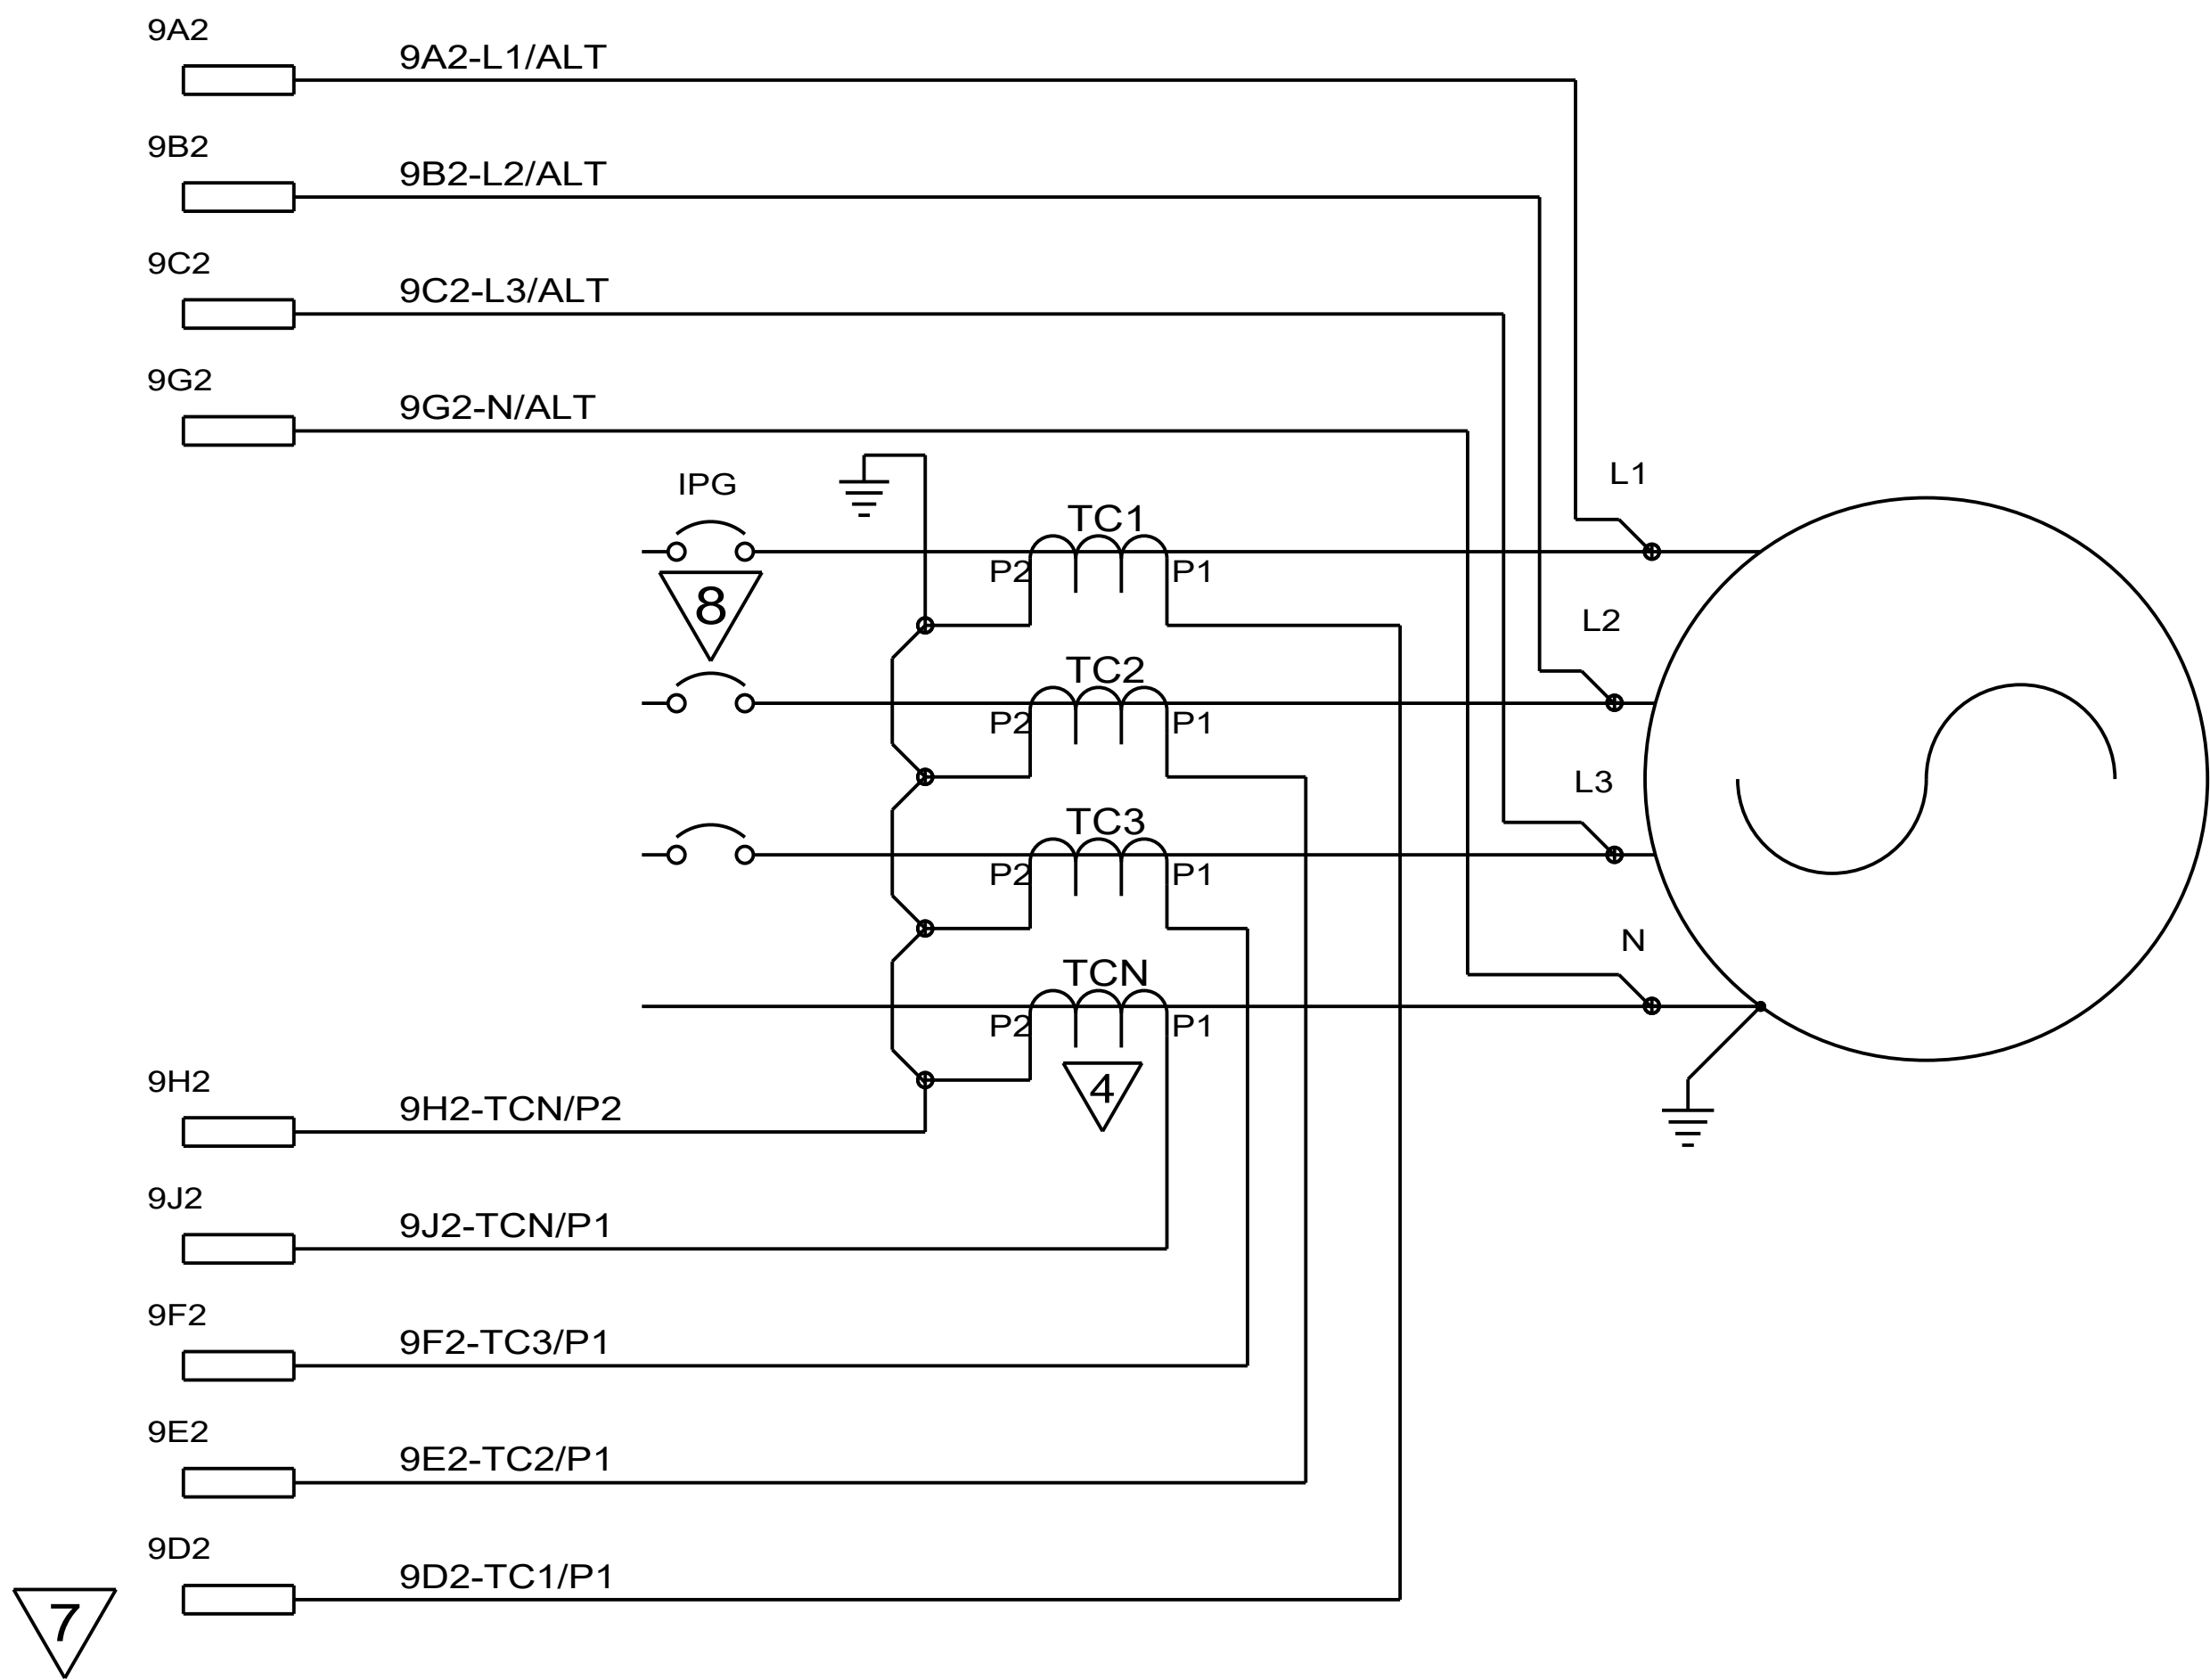 9A2
9A2-L1/ALT
9B2
9B2-L2/ALT
9C2
9C2-L3/ALT
9G2
9G2-N/ALT
IPG
L1
TC1
P2
P1
8
L2
TC2
P2
P1
L3
TC3
P2
P1
N
TCN
P2
P1
4
9H2
9H2-TCN/P2
9J2
9J2-TCN/P1
9F2
9F2-TC3/P1
9E2
9E2-TC2/P1
9D2
9D2-TC1/P1
7